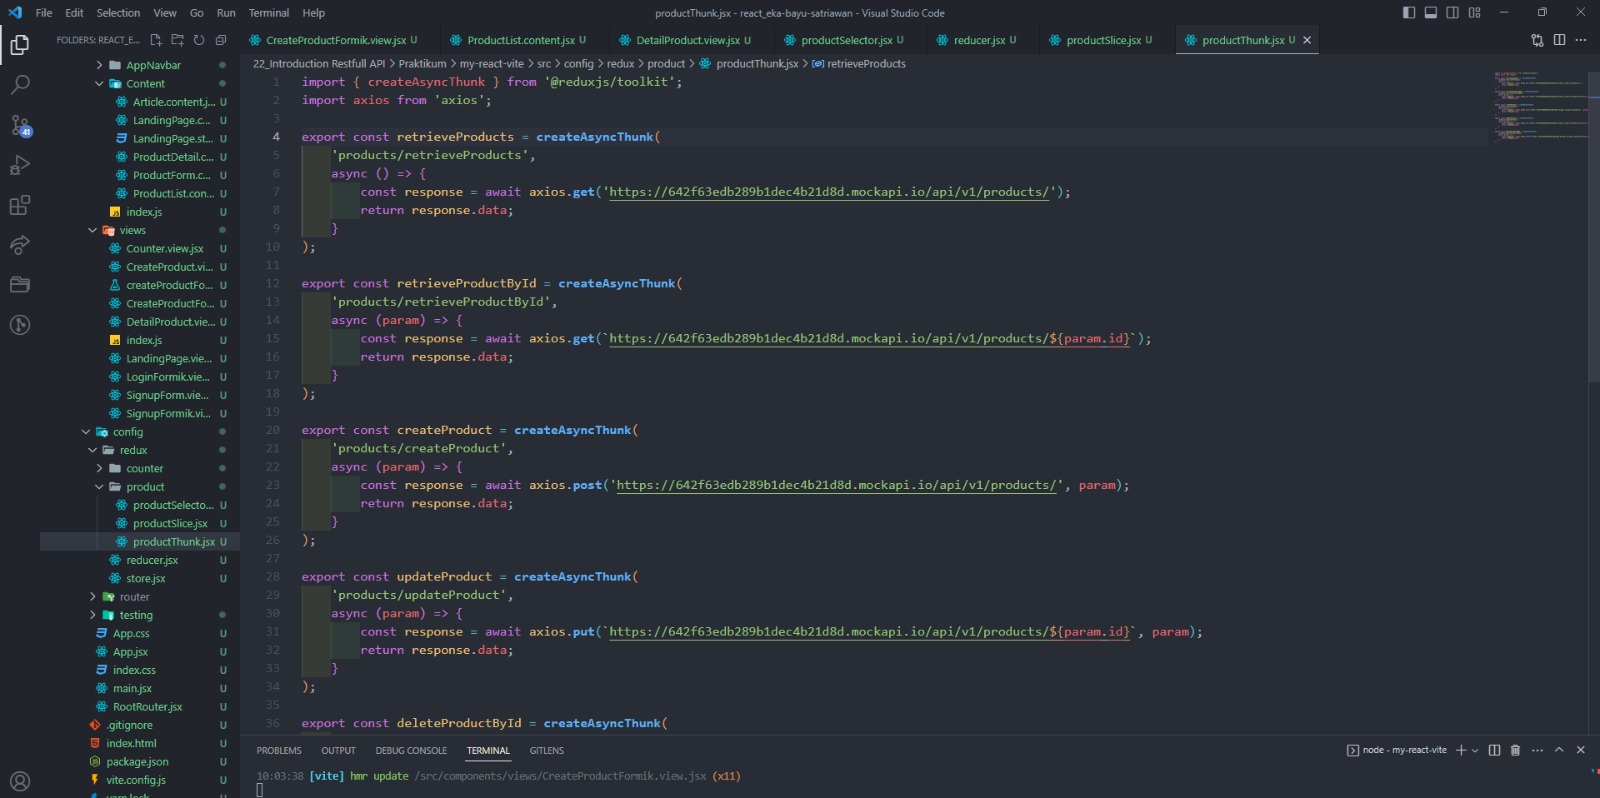 File Edit Selection View Go Run Terminal Help
productThunk.jsx - react_eka-bayu-satriawan - Visual Studio Code
FOLDERS: REACT_E...
CreateProductFormik.view.jsx U
ProductList.content.jsx U
DetailProduct.view.jsx U
productSelector.jsx U
reducer.jsx U
productSlice.jsx U
productThunk.jsx U
22_Introduction Restfull API > Praktikum > my-react-vite > src > config > redux > product > productThunk.jsx > retrieveProducts
41
AppNavbar
Content
Article.content.j... U
LandingPage.c... U
LandingPage.st... U
ProductDetail.c... U
ProductForm.c... U
ProductList.con... U
index.js U
views
Counter.view.jsx U
CreateProduct.vi... U
createProductFo... U
CreateProductFo... U
DetailProduct.vie... U
index.js U
LandingPage.vie... U
LoginFormik.vie... U
SignupForm.vie... U
SignupFormik.vi... U
config
redux
counter
product
productSelecto... U
productSlice.jsx U
productThunk.jsx U
reducer.jsx U
store.jsx U
router
testing
App.css U
App.jsx U
index.css U
main.jsx U
RootRouter.jsx U
.gitignore U
index.html U
package.json U
vite.config.js U
yarn.lock
1 import { createAsyncThunk } from '@reduxjs/toolkit';
2 import axios from 'axios';
3
4 export const retrieveProducts = createAsyncThunk(
5 'products/retrieveProducts',
6 async () => {
7 const response = await axios.get('https://642f63edb289b1dec4b21d8d.mockapi.io/api/v1/products/');
8 return response.data;
9 }
10 );
11
12 export const retrieveProductById = createAsyncThunk(
13 'products/retrieveProductById',
14 async (param) => {
15 const response = await axios.get(`https://642f63edb289b1dec4b21d8d.mockapi.io/api/v1/products/${param.id}`);
16 return response.data;
17 }
18 );
19
20 export const createProduct = createAsyncThunk(
21 'products/createProduct',
22 async (param) => {
23 const response = await axios.post('https://642f63edb289b1dec4b21d8d.mockapi.io/api/v1/products/', param);
24 return response.data;
25 }
26 );
27
28 export const updateProduct = createAsyncThunk(
29 'products/updateProduct',
30 async (param) => {
31 const response = await axios.put(`https://642f63edb289b1dec4b21d8d.mockapi.io/api/v1/products/${param.id}`, param);
32 return response.data;
33 }
34 );
35
36 export const deleteProductById = createAsyncThunk(
PROBLEMS OUTPUT DEBUG CONSOLE TERMINAL GITLENS
node - my-react-vite
10:03:38 [vite] hmr update /src/components/views/CreateProductFormik.view.jsx (x11)